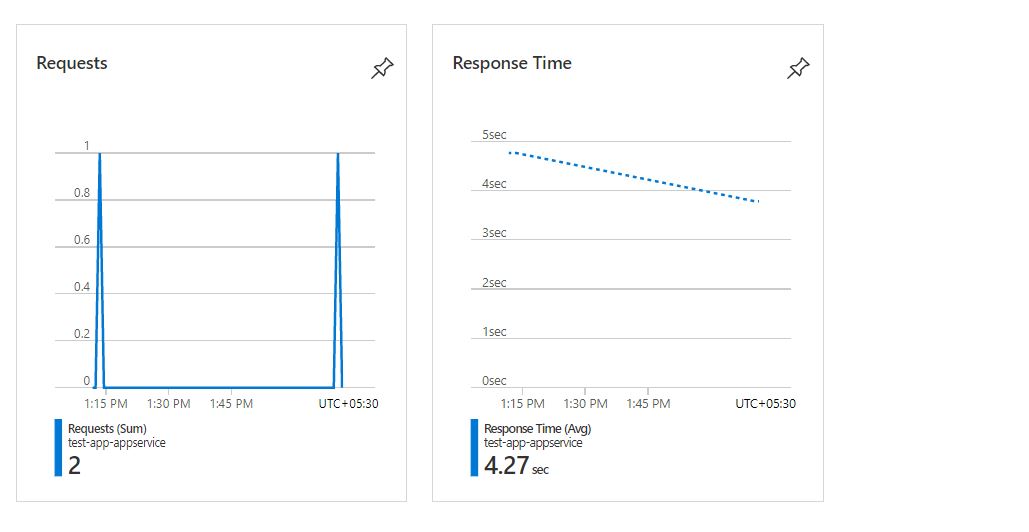 Requests
1
0.8
0.6
0.4
0.2
0
1:15 PM 1:30 PM 1:45 PM UTC+05:30
Requests (Sum)
test-app-appservice
2
Response Time
5sec
4sec
3sec
2sec
1sec
0sec
1:15 PM 1:30 PM 1:45 PM UTC+05:30
Response Time (Avg)
test-app-appservice
4.27 sec